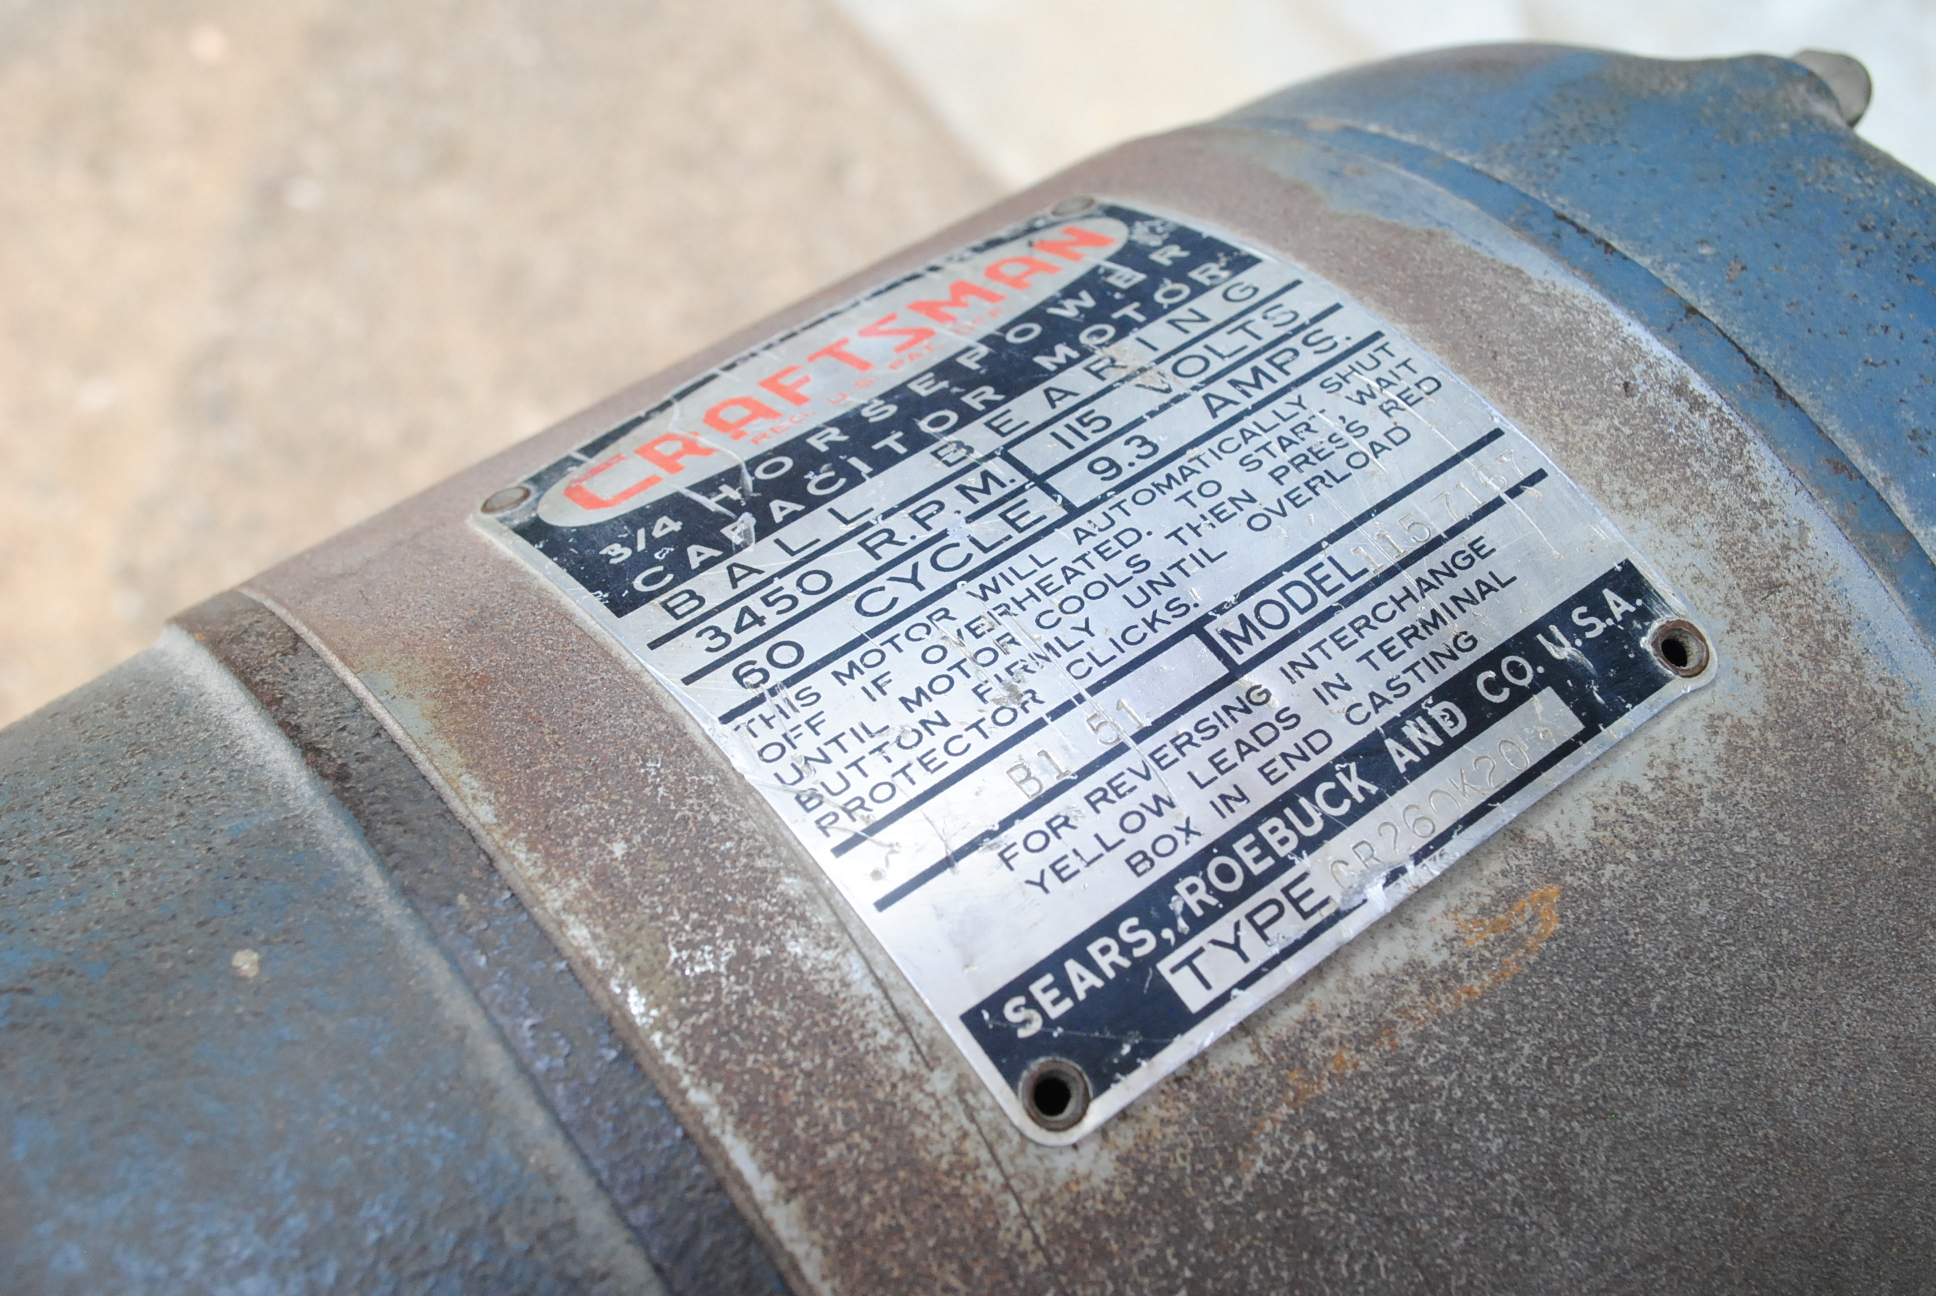 CRAFTSMAN
REG. U.S. PAT. OFF.
3/4 HORSEPOWER
CAPACITOR MOTOR
BALL BEARING
3450 R.P.M. 115 VOLTS
60 CYCLE 9.3 AMPS.
THIS MOTOR WILL AUTOMATICALLY SHUT
OFF IF OVERHEATED. TO START, WAIT
UNTIL MOTOR COOLS THEN PRESS RED
BUTTON FIRMLY UNTIL OVERLOAD
PROTECTOR CLICKS.
B1 51 MODEL
FOR REVERSING INTERCHANGE
YELLOW LEADS IN TERMINAL
BOX IN END CASTING
SEARS, ROEBUCK AND CO. U.S.A.
TYPE